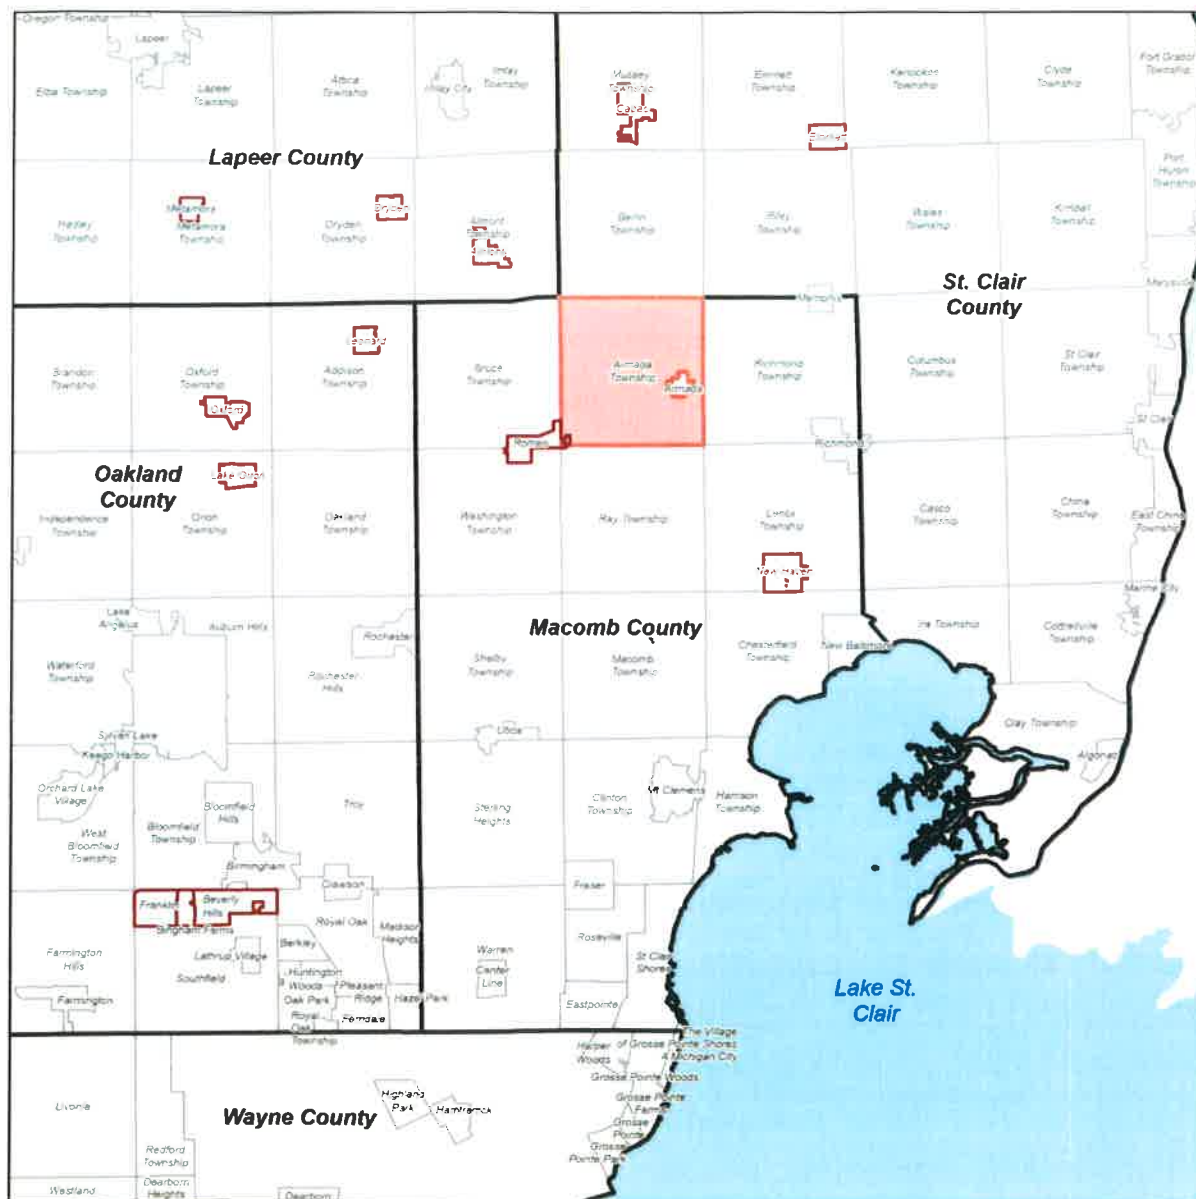 Oregon Township
Lapeer
Elba Township
Lapeer
Township
Attica
Township
Imlay City
Imlay
Township
Mussey
Township
Capac
Emmett
Township
Emmett
Kenockee
Township
Clyde
Township
Fort Gratiot
Township
Port
Huron
Township
Lapeer County
Hadley
Township
Metamora
Metamora
Township
Dryden
Dryden
Township
Almont
Township
Almont
Berlin
Township
Riley
Township
Wales
Township
Kimball
Township
St. Clair
County
Marysville
Memphis
Brandon
Township
Oxford
Township
Oxford
Leonard
Addison
Township
Bruce
Township
Romeo
Armada
Township
Armada
Richmond
Township
Richmond
Columbus
Township
St Clair
Township
St Clair
Oakland
County
Lake Orion
Independence
Township
Orion
Township
Oakland
Township
Washington
Township
Ray Township
Lenox
Township
New Haven
Casco
Township
China
Township
East China
Township
Marine City
Lake
Angelus
Auburn Hills
Rochester
Macomb County
Waterford
Township
Rochester
Hills
Shelby
Township
Macomb
Township
Chesterfield
Township
New Baltimore
Ira Township
Cottrellville
Township
Clay Township
Algonac
Sylvan Lake
Keego Harbor
Utica
Orchard Lake
Village
Bloomfield
Hills
Troy
Sterling
Heights
Clinton
Township
Mt Clemens
Harrison
Township
West
Bloomfield
Township
Bloomfield
Township
Birmingham
Clawson
Fraser
Franklin
Beverly
Hills
Bingham Farms
Royal Oak
Madison
Heights
Roseville
Farmington
Hills
Lathrup Village
Southfield
Berkley
Warren
Center
Line
St Clair
Shores
Huntington
Woods
Oak Park
Pleasant
Ridge
Hazel Park
Eastpointe
Farmington
Royal
Oak
Township
Ferndale
Lake St.
Clair
Harper
Woods
The Village
of Grosse Pointe Shores
A Michigan City
Grosse Pointe Woods
Grosse Pointe
Farms
Grosse
Pointe
Grosse
Pointe Park
Wayne County
Highland
Park
Hamtramck
Livonia
Redford
Township
Westland
Dearborn
Heights
Dearborn